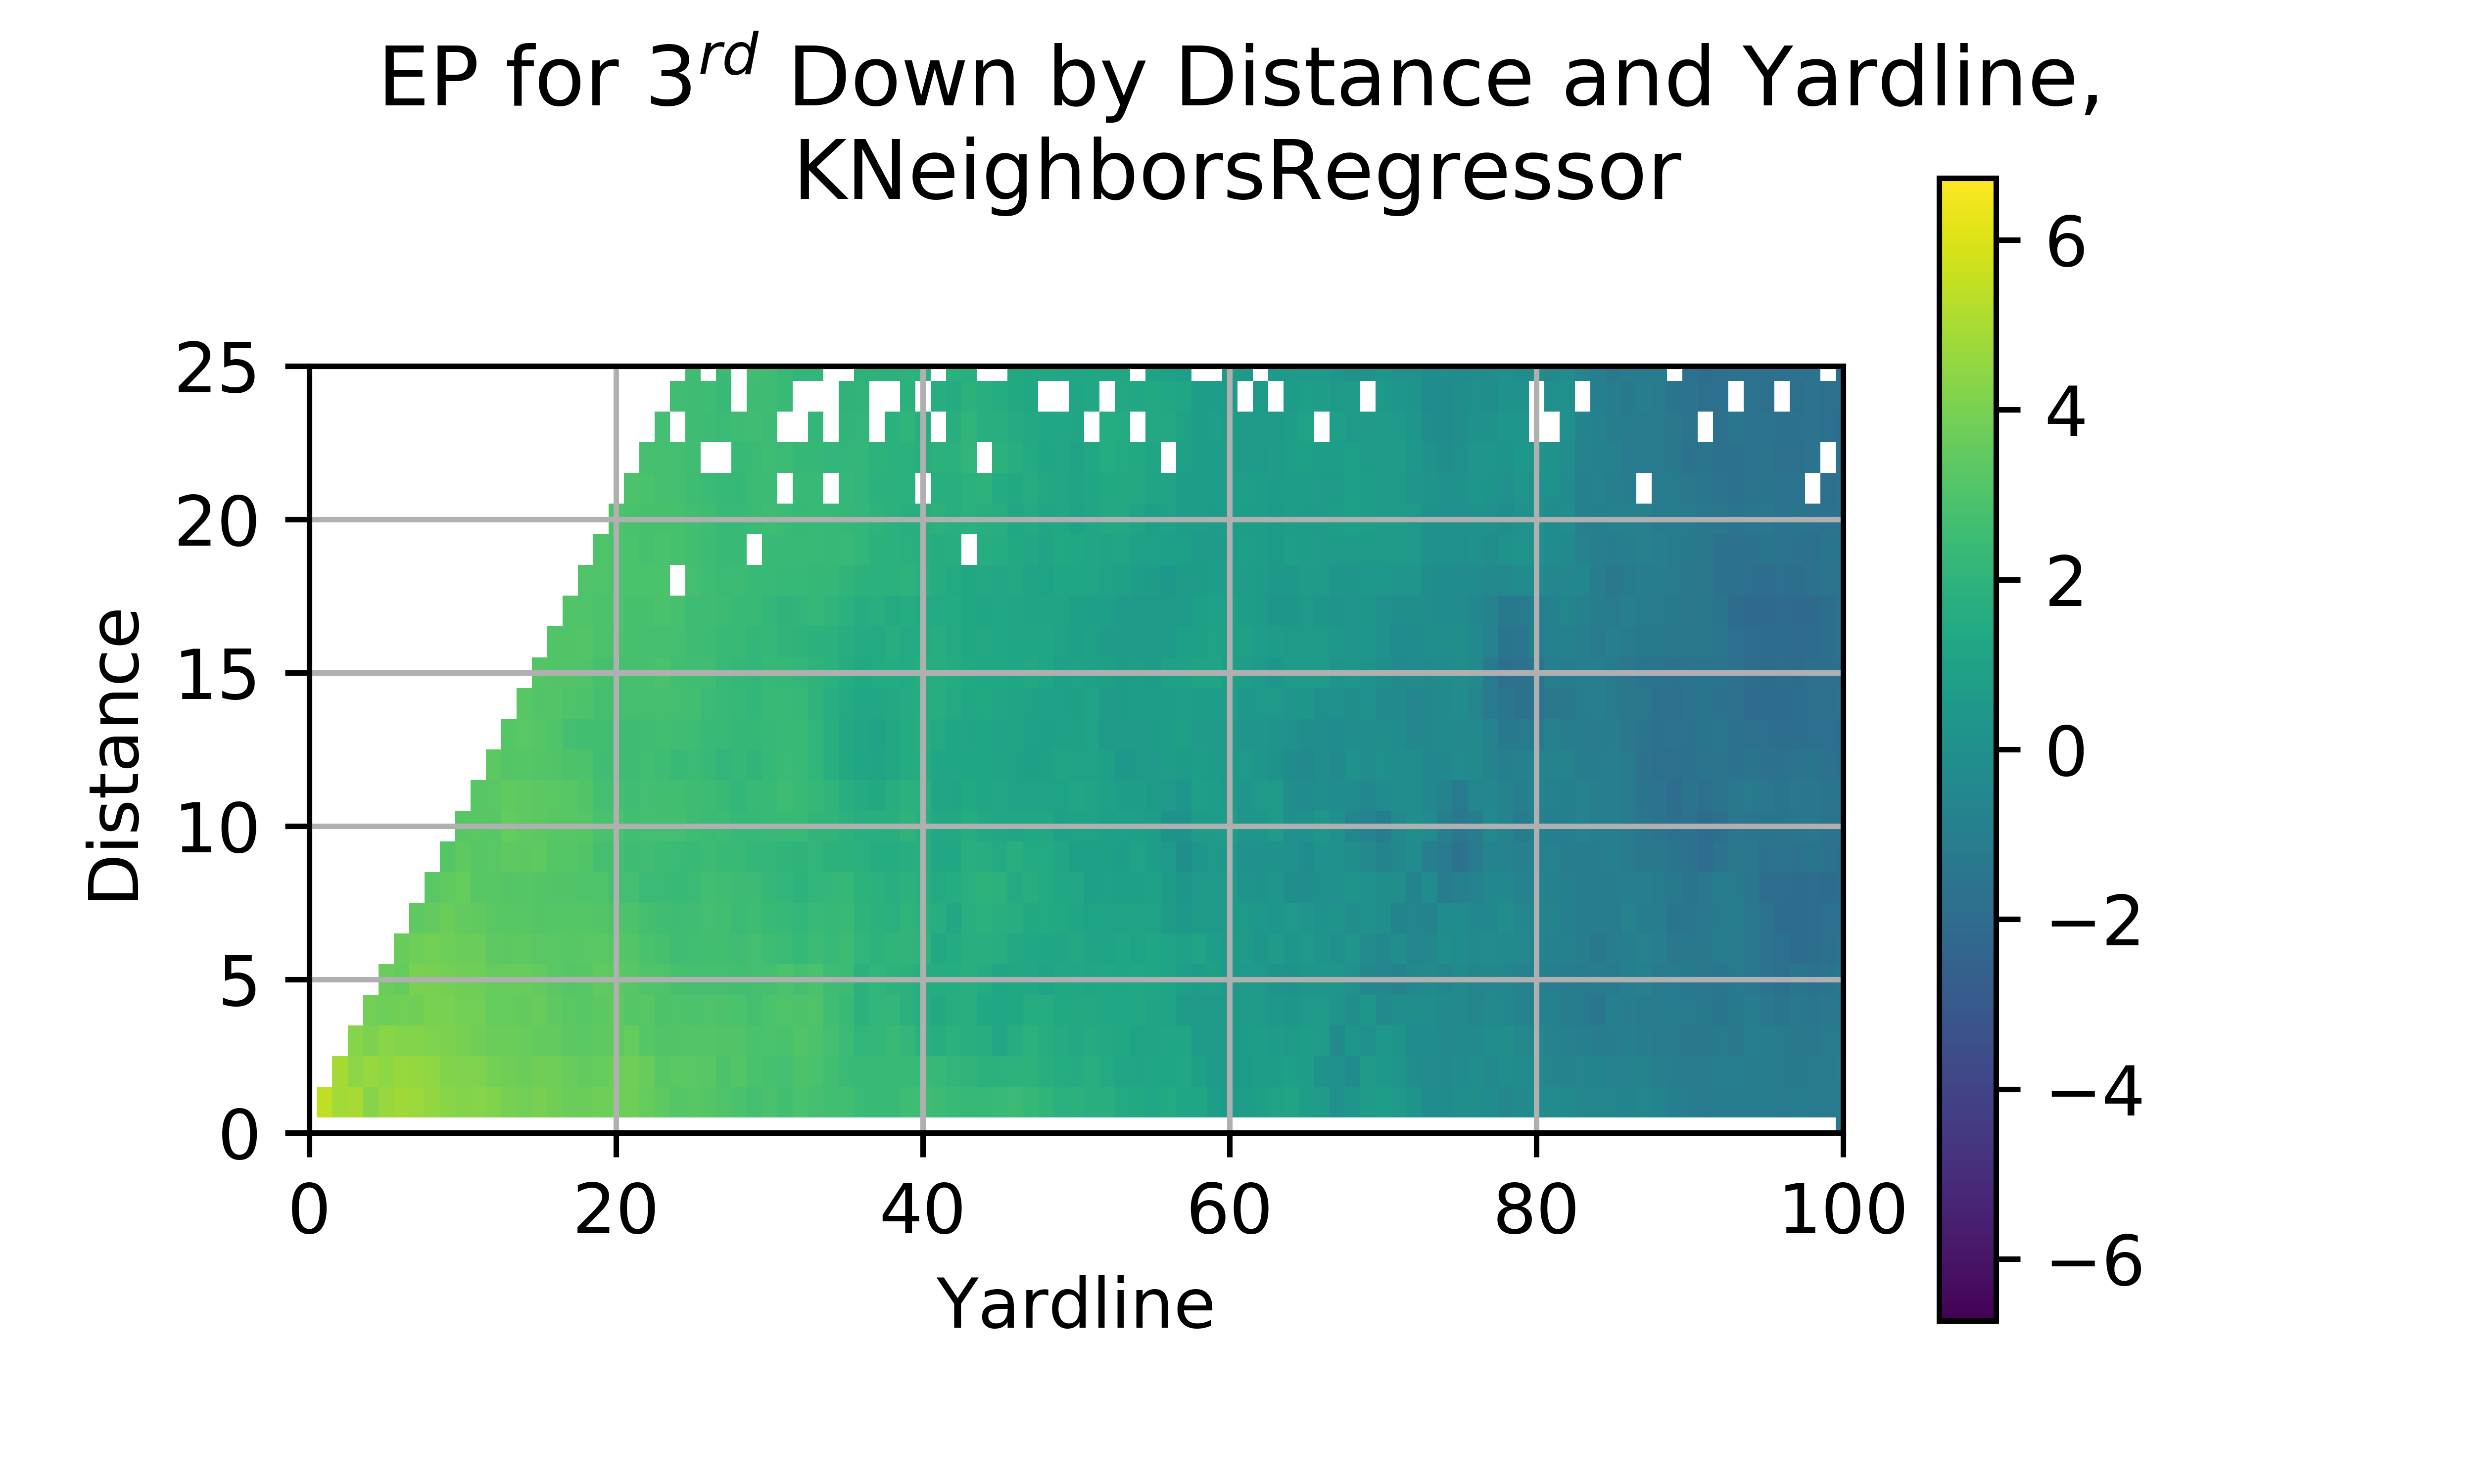 EP for 3rd Down by Distance and Yardline,
KNeighborsRegressor
6
4
2
0
−2
−4
−6
25
20
15
10
5
0
Distance
0 20 40 60 80 100
Yardline